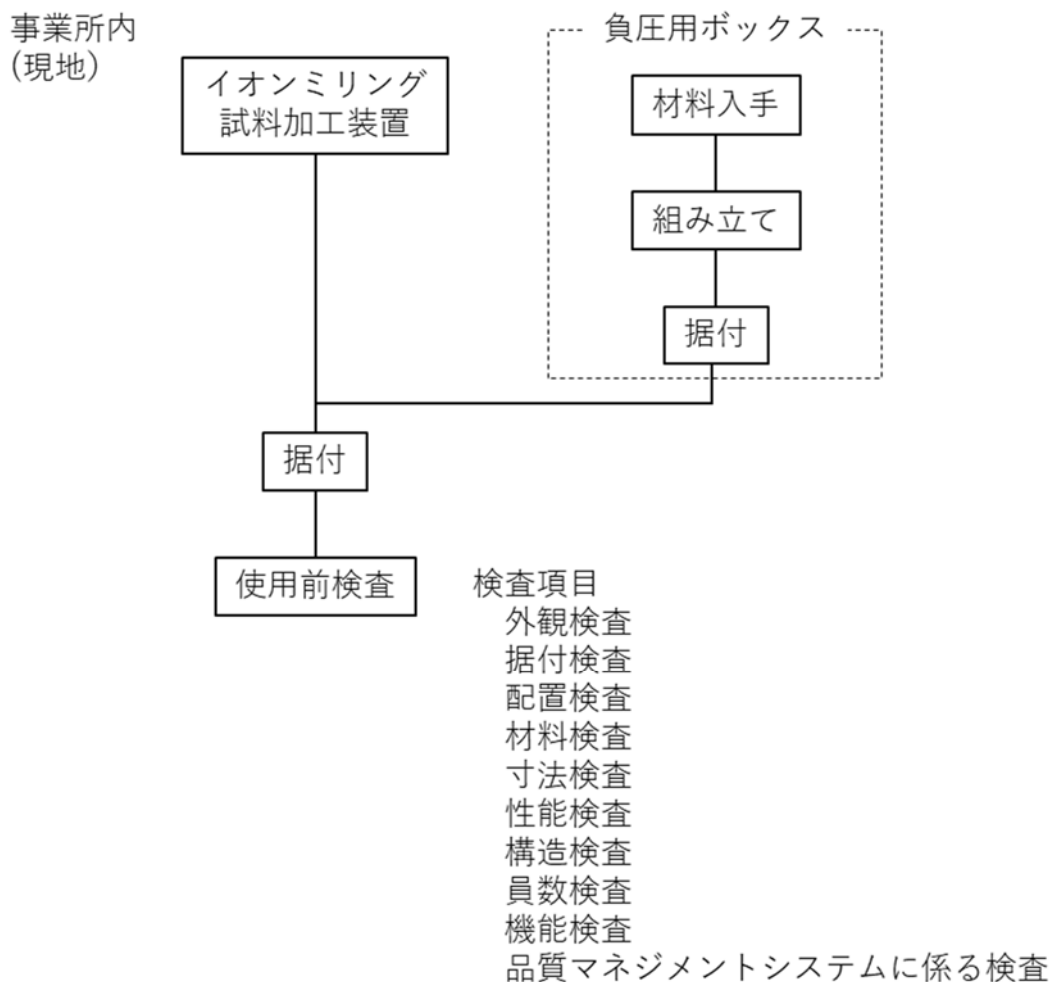 事業所内
(現地)
イオンミリング
試料加工装置
負圧用ボックス
材料入手
組み立て
据付
据付
使用前検査
検査項目
外観検査
据付検査
配置検査
材料検査
寸法検査
性能検査
構造検査
員数検査
機能検査
品質マネジメントシステムに係る検査